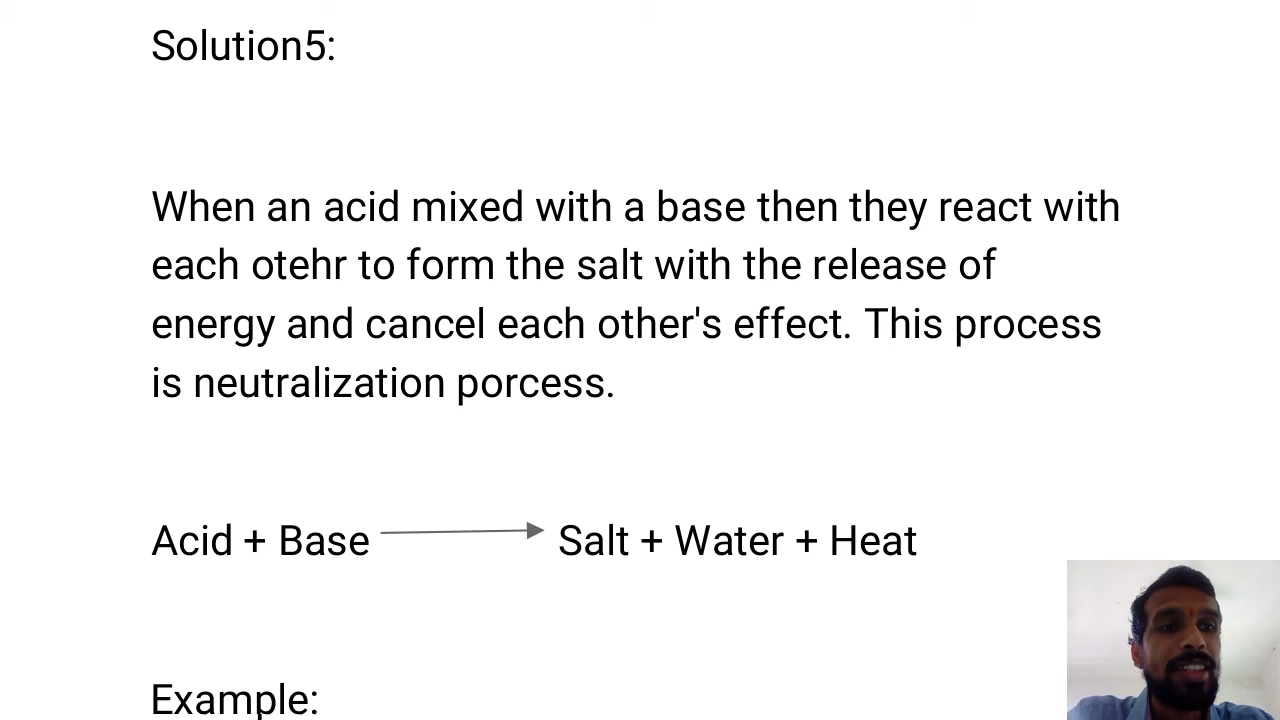 Solution5:
When an acid mixed with a base then they react with
each otehr to form the salt with the release of
energy and cancel each other's effect. This process
is neutralization porcess.
Acid + Base Salt + Water + Heat
Example: